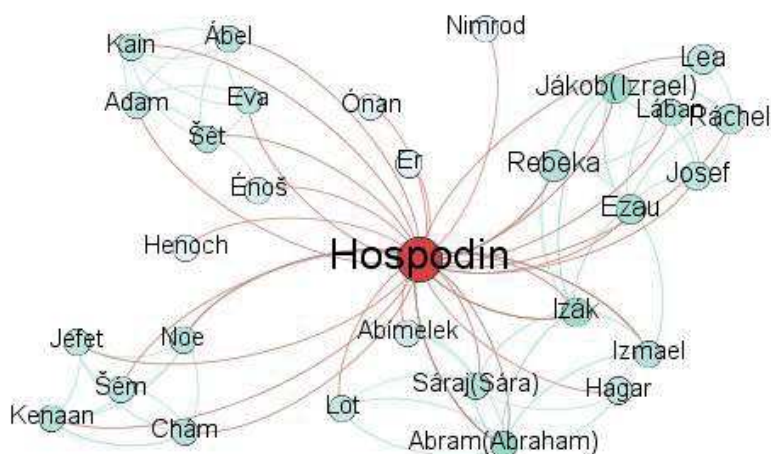 Nimrod
Kain
Ábel
Lea
Jákob(Izrael)
Adam
Eva
Ónan
Lában
Ráchel
Šét
Er
Rebeka
Josef
Énoš
Ezau
Henoch
Hospodin
Izák
Jefet
Noe
Abímelek
Izmael
Šém
Sáraj(Sára)
Hagar
Kenaan
Chám
Lot
Abram(Abraham)